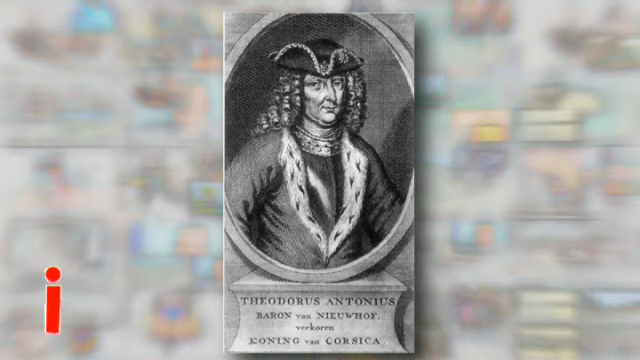 THEODORUS ANTONIUS
BARON van NIEUWHOF.
verkoren
KONING van CORSICA.
i